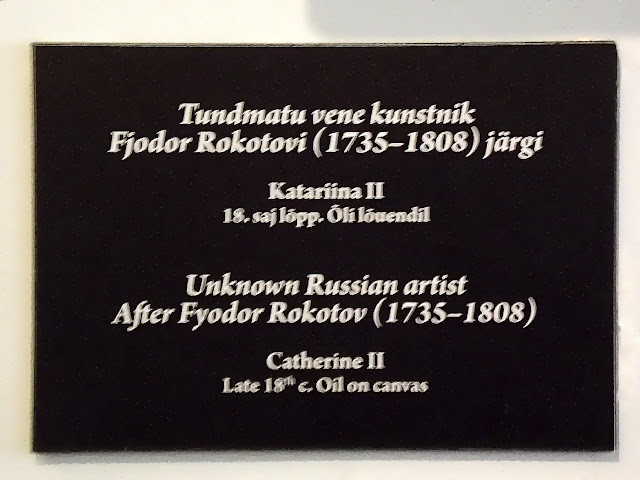 Tundmatu vene kunstnik
Fjodor Rokotovi (1735–1808) järgi
Katariina II
18. saj lõpp. Õli lõuendil
Unknown Russian artist
After Fyodor Rokotov (1735–1808)
Catherine II
Late 18th c. Oil on canvas